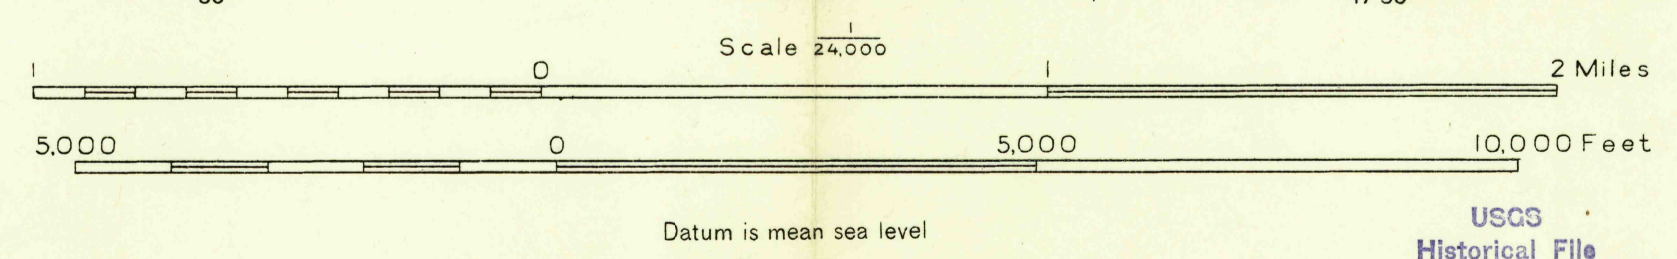 Scale 1/24,000
1 0 1 2 Miles
5,000 0 5,000 10,000 Feet
Datum is mean sea level
USGS
Historical File